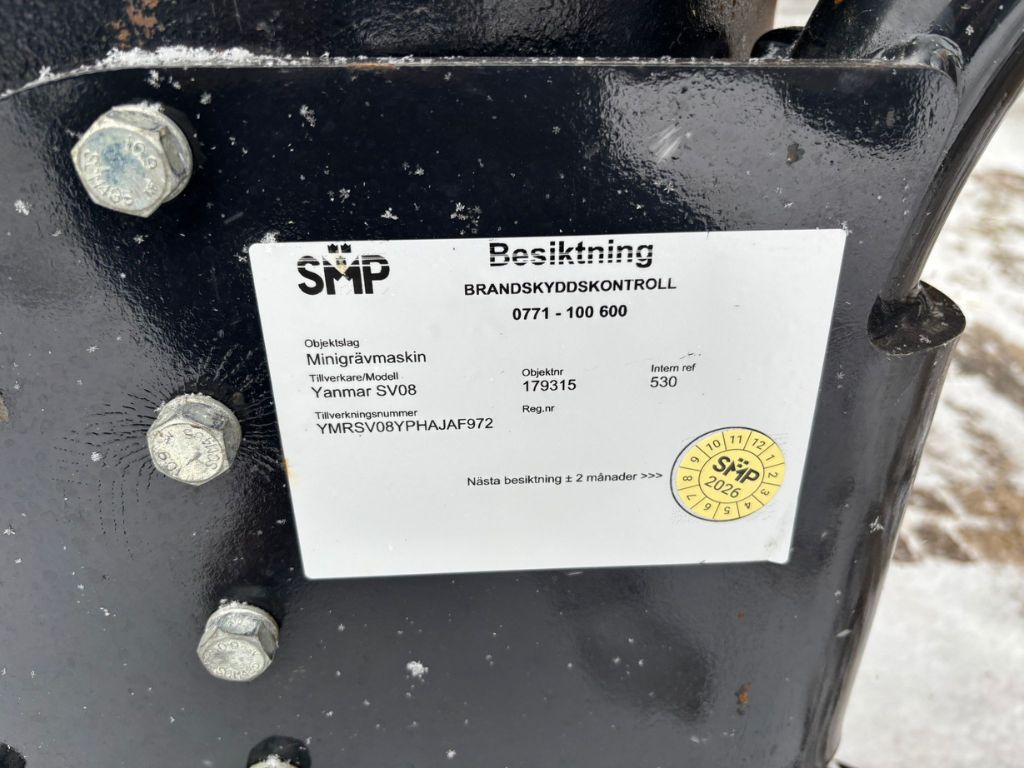 SMP
Besiktning
BRANDSKYDDSKONTROLL
0771 - 100 600
Objektslag
Minigrävmaskin
Tillverkare/Modell
Yanmar SV08
Objektnr
179315
Intern ref
530
Tillverkningsnummer
YMRSV08YPHAJAF972
Reg.nr
Nästa besiktning ± 2 månader >>>
1 2 3 4 5 6 7 8 9 10 11 12
SMP
2026